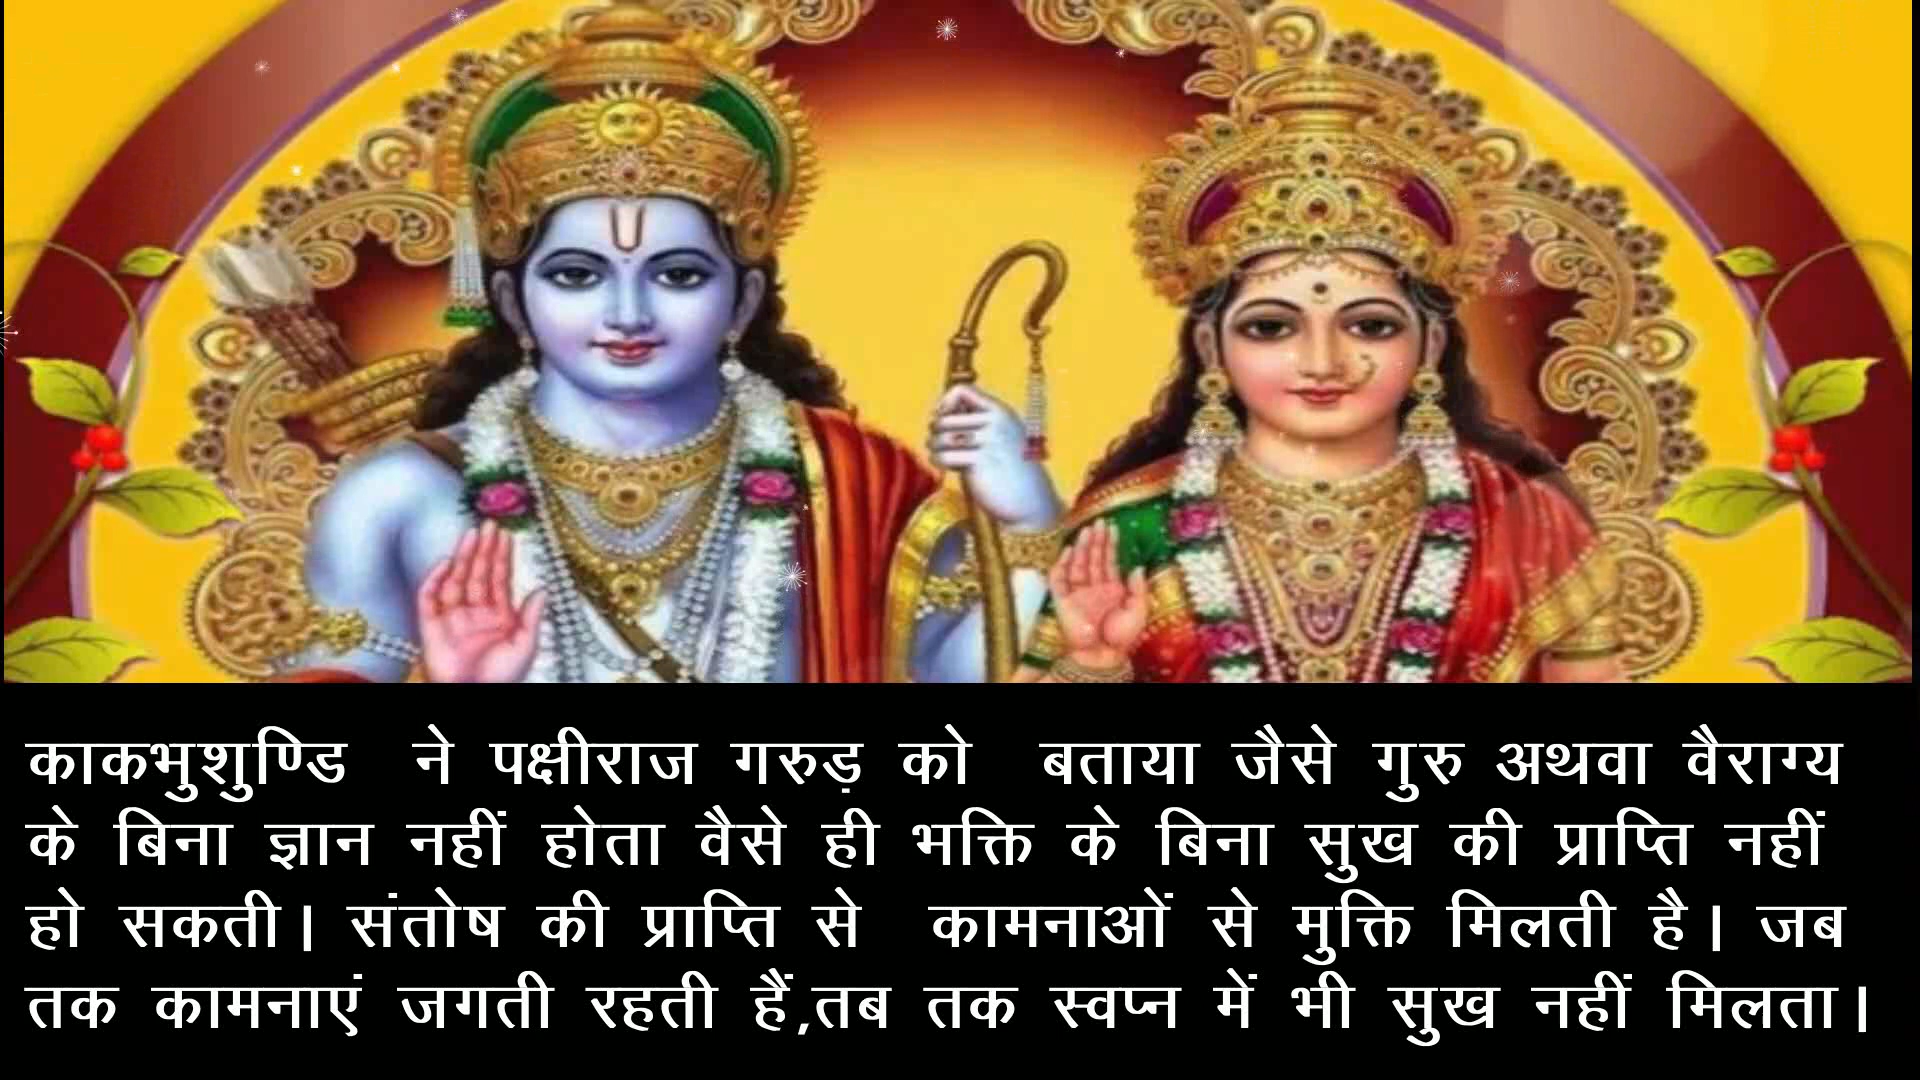 काकभुशुण्डि ने पक्षीराज गरुड़ को बताया जैसे गुरु अथवा वैराग्य
के बिना ज्ञान नहीं होता वैसे ही भक्ति के बिना सुख की प्राप्ति नहीं
हो सकती। संतोष की प्राप्ति से कामनाओं से मुक्ति मिलती है। जब
तक कामनाएं जगती रहती हैं,तब तक स्वप्न में भी सुख नहीं मिलता।